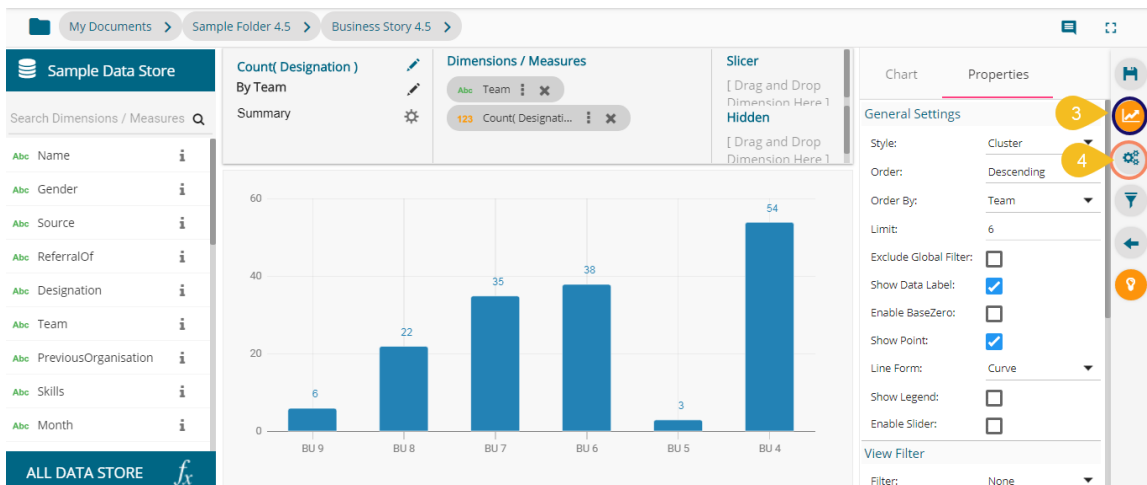 My Documents > Sample Folder 4.5 > Business Story 4.5 >
Sample Data Store
Search Dimensions / Measures
Abc Name i
Abc Gender i
Abc Source i
Abc ReferralOf i
Abc Designation i
Abc Team i
Abc PreviousOrganisation i
Abc Skills i
Abc Month i
ALL DATA STORE fx
Count( Designation )
By Team
Summary
Dimensions / Measures
Abc Team
123 Count( Designati...
Slicer
[ Drag and Drop
Dimension Here ]
Hidden
[ Drag and Drop
Dimension Here ]
60
40
20
0
6
22
35
38
3
54
BU 9
BU 8
BU 7
BU 6
BU 5
BU 4
Chart Properties
General Settings
Style: Cluster
Order: Descending
Order By: Team
Limit: 6
Exclude Global Filter:
Show Data Label:
Enable BaseZero:
Show Point:
Line Form: Curve
Show Legend:
Enable Slider:
View Filter
Filter: None
3
4